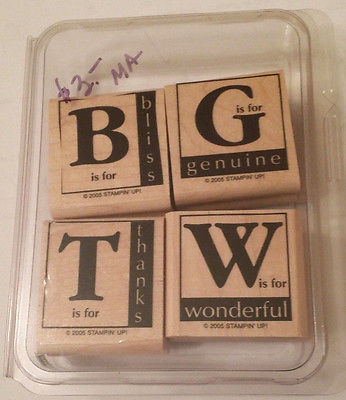 $3.- MA
B is for bliss
© 2005 STAMPIN' UP!
G is for
genuine
© 2005 STAMPIN' UP!
T is for thanks
© 2005 STAMPIN' UP!
W is for
wonderful
© 2005 STAMPIN' UP!